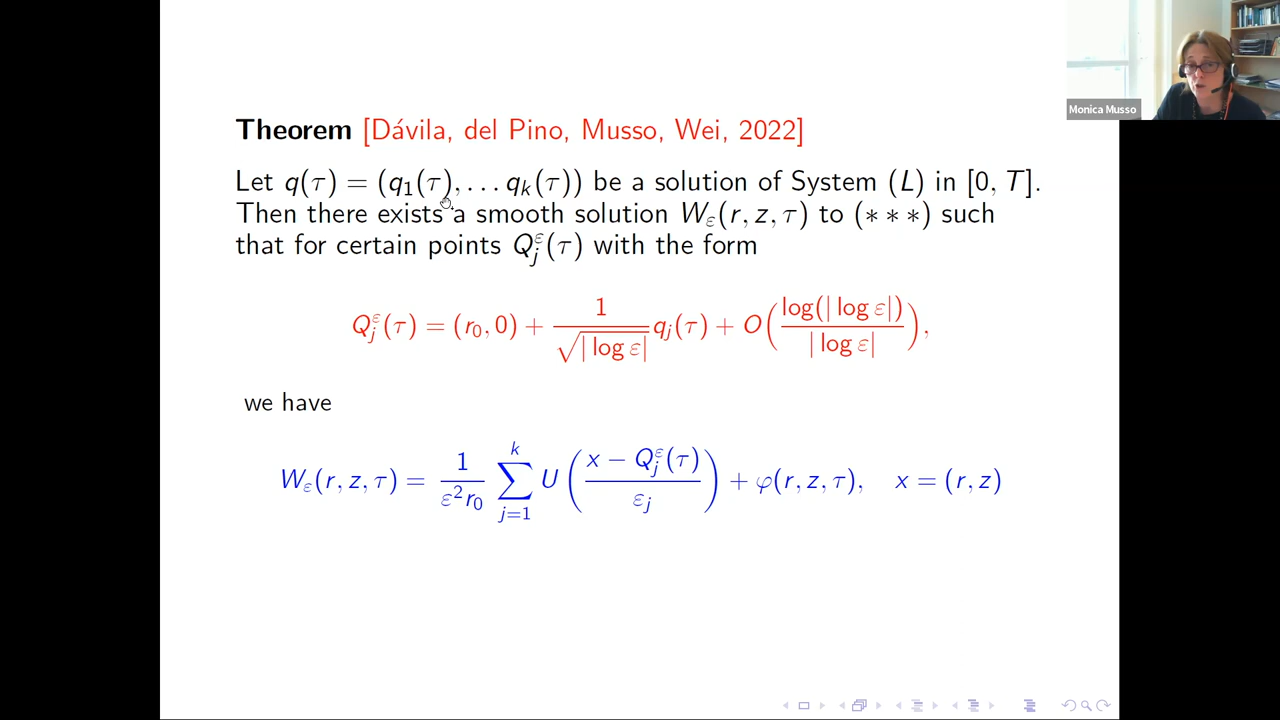 Monica Musso
Theorem [Dávila, del Pino, Musso, Wei, 2022]
Let q(τ) = (q₁(τ), . . . qₖ(τ)) be a solution of System (L) in [0, T].
Then there exists a smooth solution W_ε(r, z, τ) to (∗ ∗ ∗) such
that for certain points Q_j^ε(τ) with the form
Q_j^ε(τ) = (r₀, 0) + 1/√|log ε| q_j(τ) + O(log(|log ε|)/|log ε|),
we have
W_ε(r, z, τ) = 1/(ε²r₀) ∑_{j=1}^{k} U((x − Q_j^ε(τ))/ε_j) + φ(r, z, τ), x = (r, z)